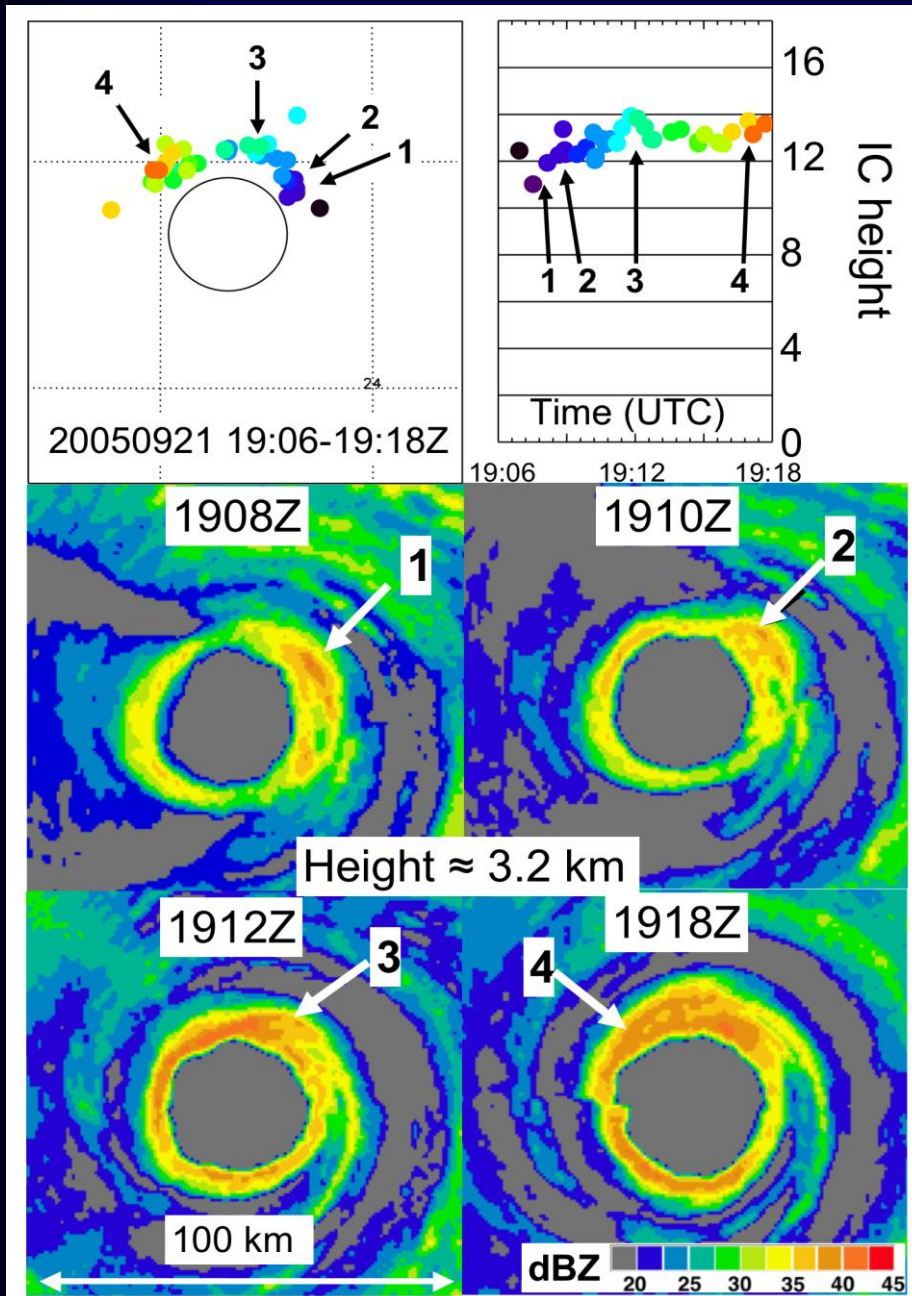 3
4
2
1
24
20050921 19:06-19:18Z
16
12
8
4
0
IC height
1 2 3 4
Time (UTC)
19:06 19:12 19:18
1908Z
1
1910Z
2
Height ≈ 3.2 km
1912Z
3
1918Z
4
100 km
dBZ
20 25 30 35 40 45